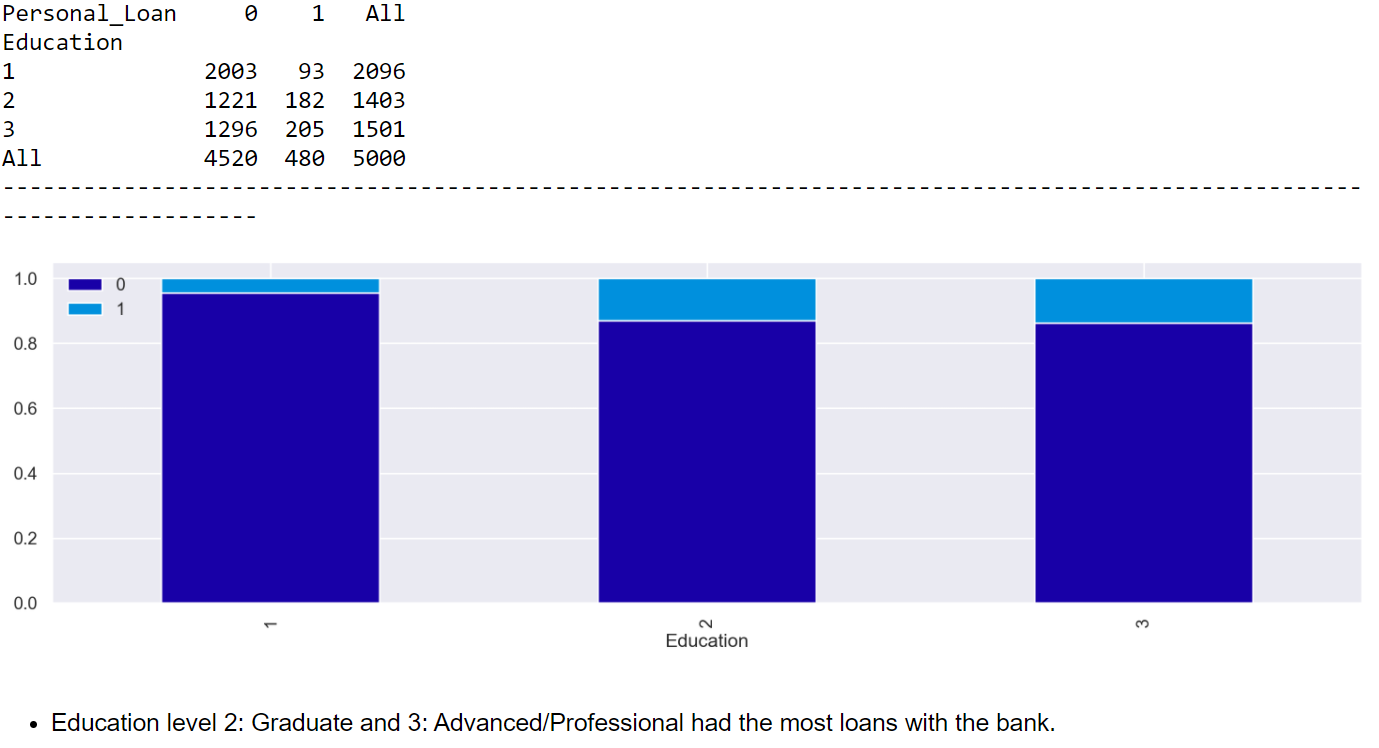 Personal_Loan 0 1 All
Education
1 2003 93 2096
2 1221 182 1403
3 1296 205 1501
All 4520 480 5000
------------------------------------------------------------------------------------------------------
-------------------
1.0
0
1
0.8
0.6
0.4
0.2
0.0
1 2 3
Education
• Education level 2: Graduate and 3: Advanced/Professional had the most loans with the bank.